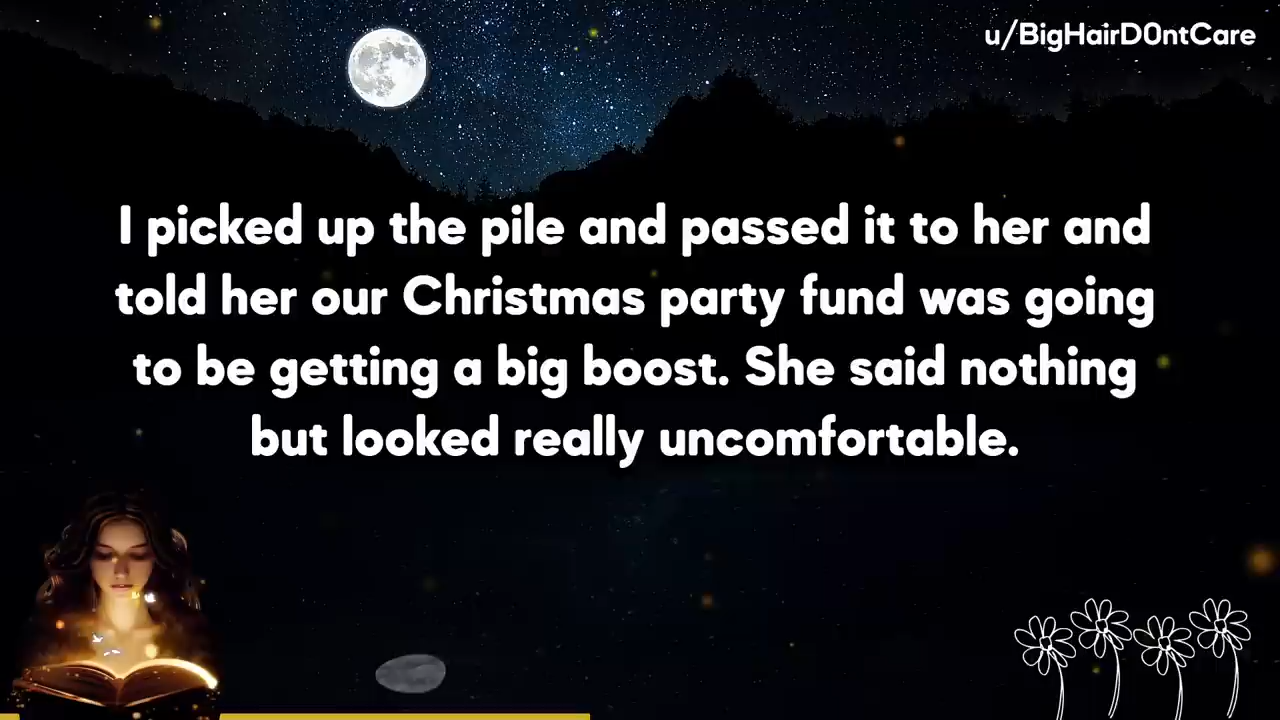 u/BigHairD0ntCare
I picked up the pile and passed it to her and
told her our Christmas party fund was going
to be getting a big boost. She said nothing
but looked really uncomfortable.